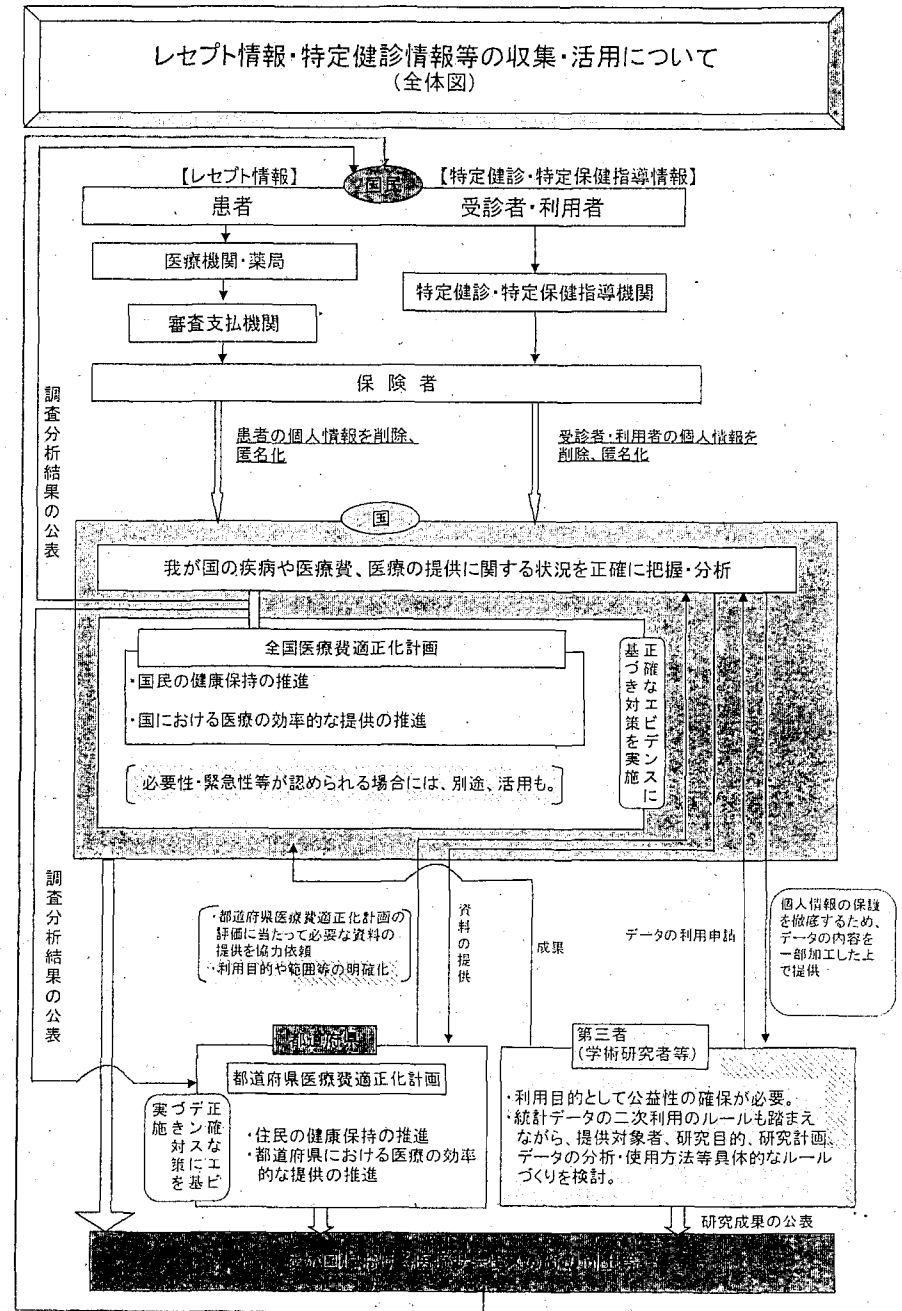 レセプト情報・特定健診情報等の収集・活用について
(全体図)
国民
【レセプト情報】
【特定健診・特定保健指導情報】
患者
受診者・利用者
医療機関・薬局
特定健診・特定保健指導機関
審査支払機関
保険者
調査分析結果の公表
患者の個人情報を削除、
匿名化
受診者・利用者の個人情報を
削除、匿名化
国
我が国の疾病や医療費、医療の提供に関する状況を正確に把握・分析
全国医療費適正化計画
・国民の健康保持の推進
・国における医療の効率的な提供の推進
必要性・緊急性等が認められる場合には、別途、活用も。
正確なエビデンスに
基づき対策を実施
調査分析結果の公表
・都道府県医療費適正化計画の
評価に当たって必要な資料の
提供を協力依頼
・利用目的や範囲等の明確化
資料の提供
成果
データの利用申請
個人情報の保護
を徹底するため、
データの内容を
一部加工した上
で提供
都道府県
都道府県医療費適正化計画
正確なエビ
デンスに基
づき対策を
実施
・住民の健康保持の推進
・都道府県における医療の効率
的な提供の推進
第三者
(学術研究者等)
・利用目的として公益性の確保が必要。
・統計データの二次利用のルールも踏まえ
ながら、提供対象者、研究目的、研究計画、
データの分析・使用方法等具体的なルール
づくりを検討。
研究成果の公表